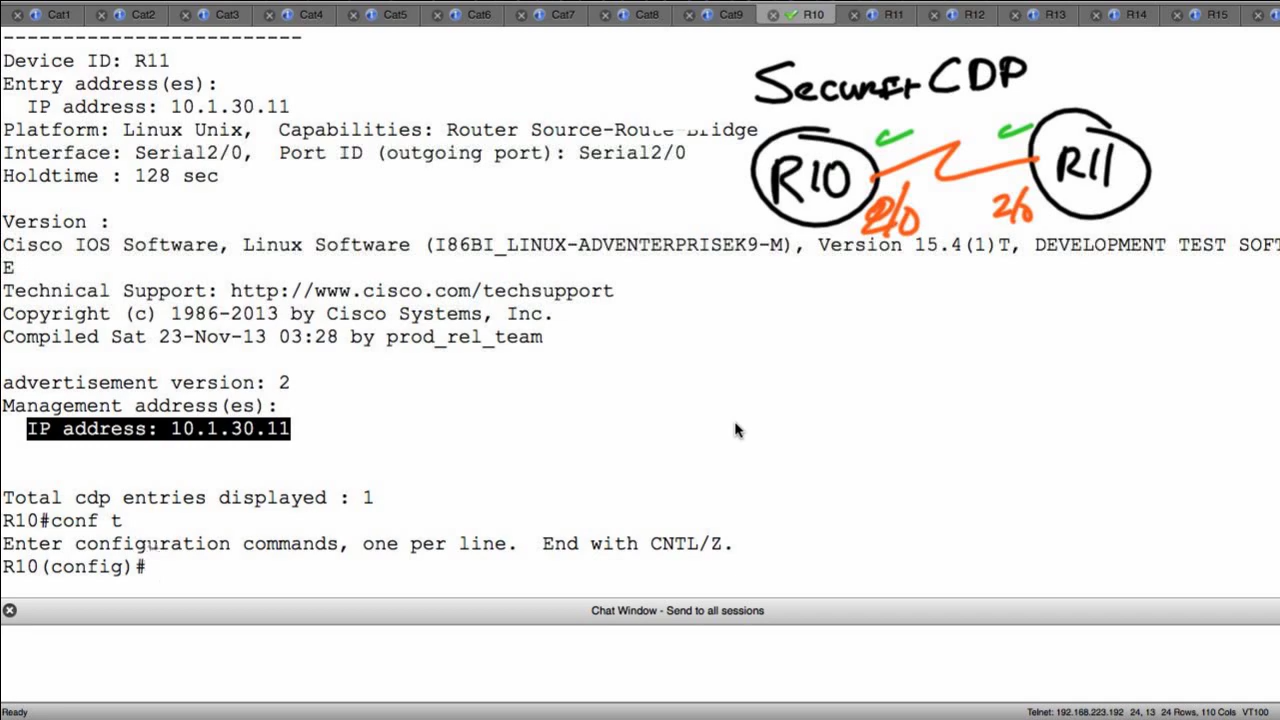 Cat1 Cat2 Cat3 Cat4 Cat5 Cat6 Cat7 Cat8 Cat9 R10 R11 R12 R13 R14 R15
Device ID: R11
Entry address(es):
IP address: 10.1.30.11
Platform: Linux Unix, Capabilities: Router Source-Route-Bridge
Interface: Serial2/0, Port ID (outgoing port): Serial2/0
Holdtime : 128 sec
Version :
Cisco IOS Software, Linux Software (I86BI_LINUX-ADVENTERPRISEK9-M), Version 15.4(1)T, DEVELOPMENT TEST SOFT
E
Technical Support: http://www.cisco.com/techsupport
Copyright (c) 1986-2013 by Cisco Systems, Inc.
Compiled Sat 23-Nov-13 03:28 by prod_rel_team
advertisement version: 2
Management address(es):
IP address: 10.1.30.11
Total cdp entries displayed : 1
R10#conf t
Enter configuration commands, one per line. End with CNTL/Z.
R10(config)#
CDP
R10
R11
2/0
2/0
Chat Window - Send to all sessions
Ready
Telnet: 192.168.223.192 24, 13 24 Rows, 110 Cols VT100